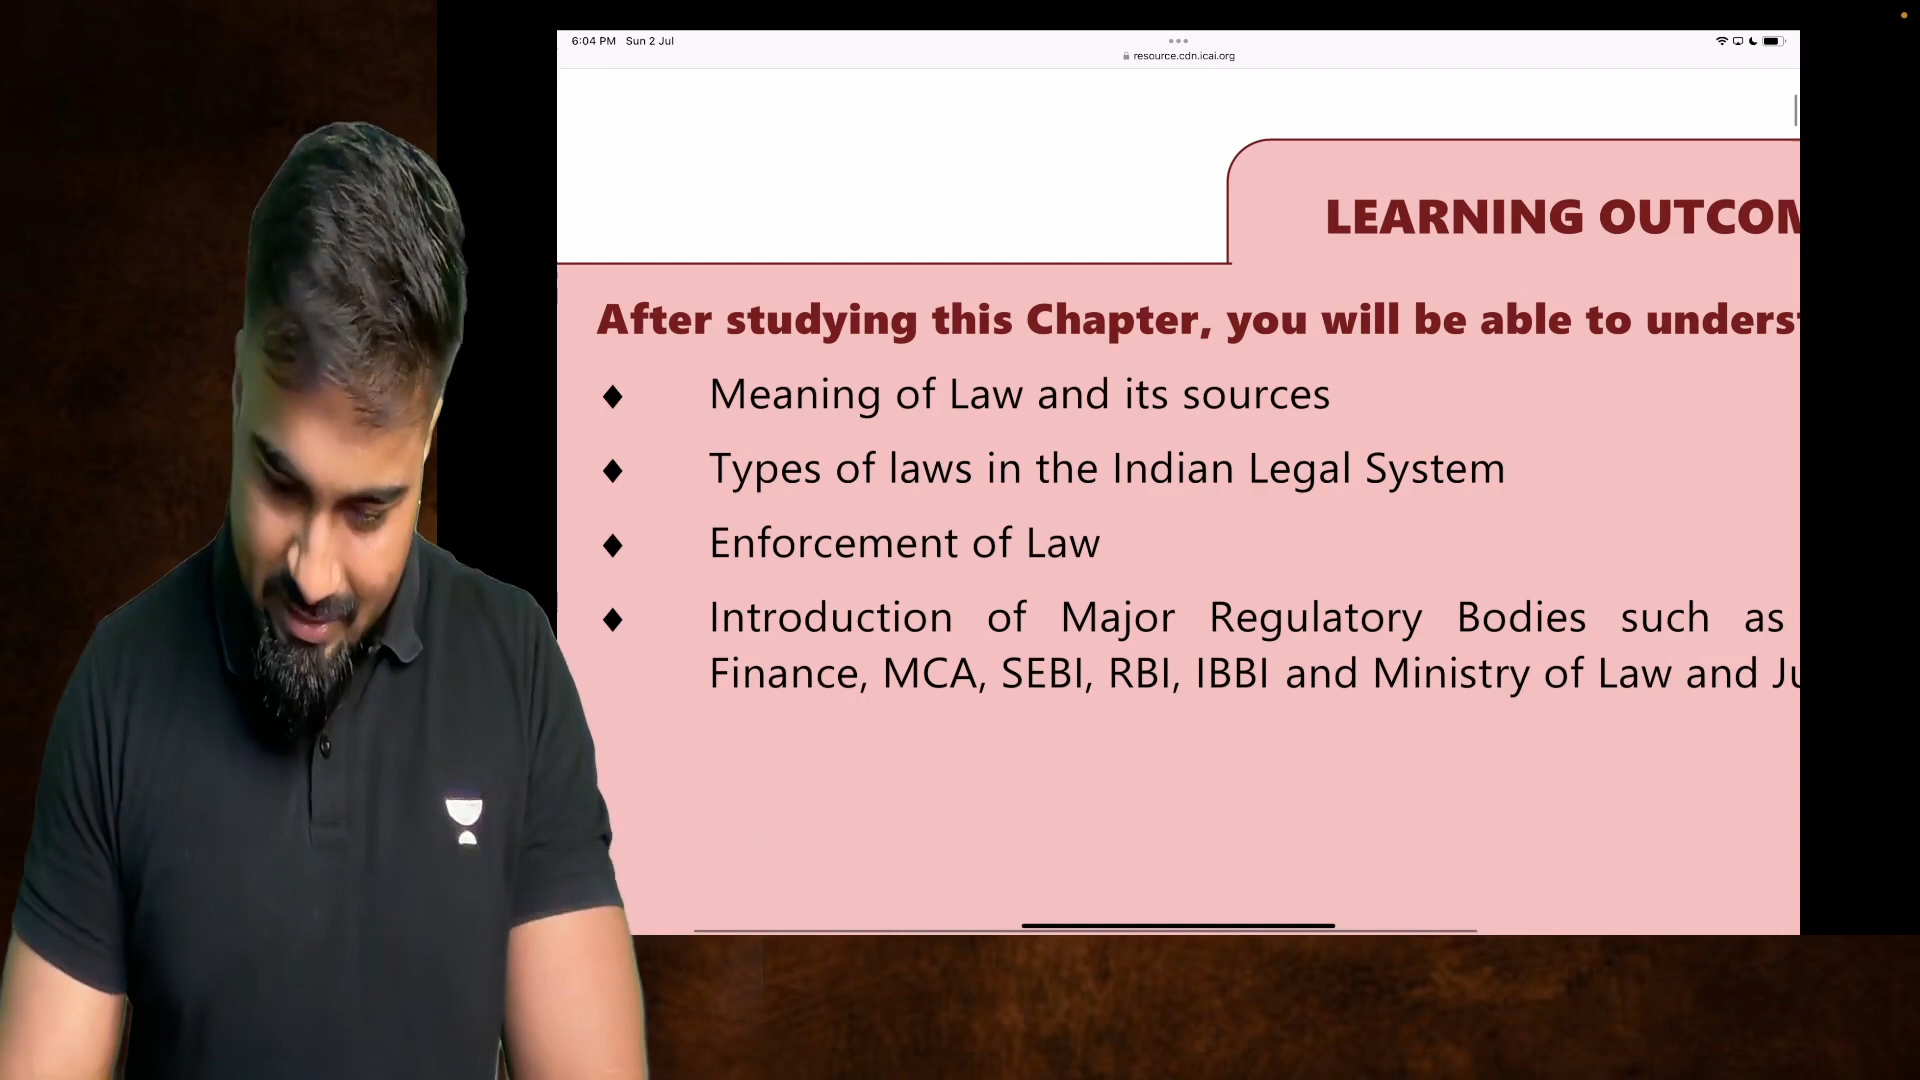 6:04 PM Sun 2 Jul
resource.cdn.icai.org
LEARNING OUTCOM
After studying this Chapter, you will be able to unders
♦ Meaning of Law and its sources
♦ Types of laws in the Indian Legal System
♦ Enforcement of Law
♦ Introduction of Major Regulatory Bodies such as
Finance, MCA, SEBI, RBI, IBBI and Ministry of Law and Ju